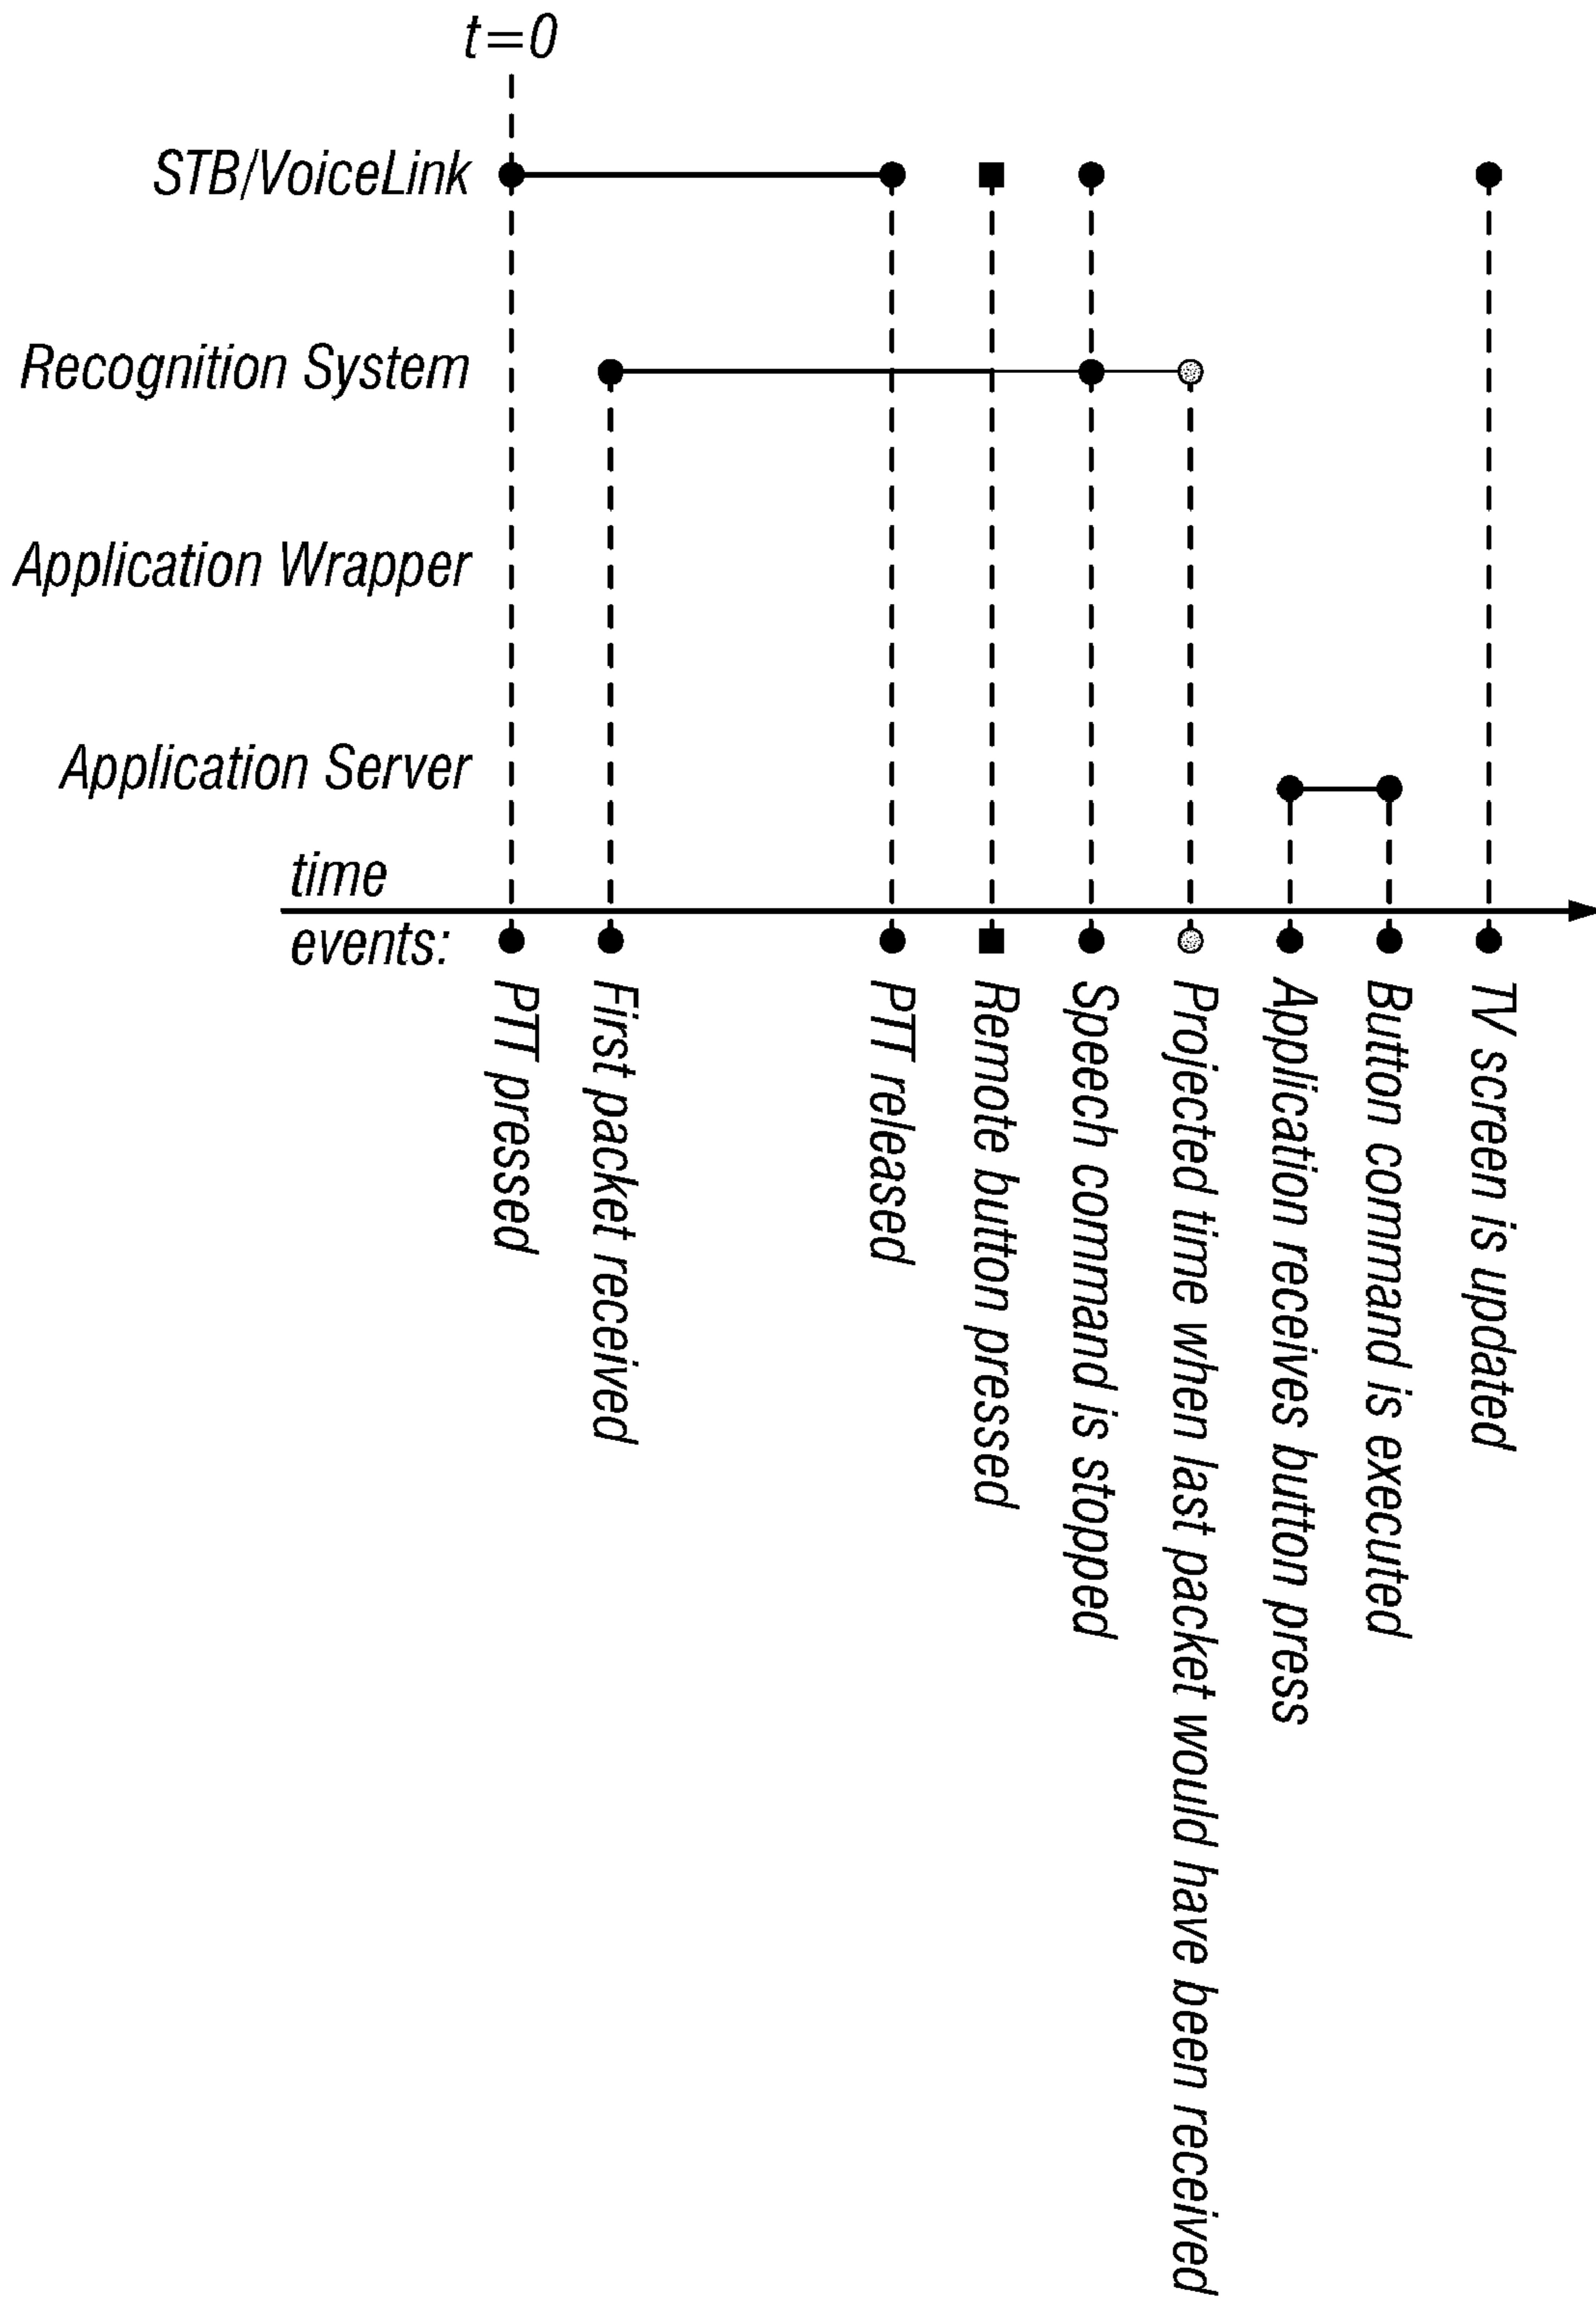 t=0
STB/VoiceLink
Recognition System
Application Wrapper
Application Server
time
events:
PTT pressed
First packet received
PTT released
Remote button pressed
Speech command is stopped
Projected time when last packet would have been received
Application receives button press
Button command is executed
TV screen is updated